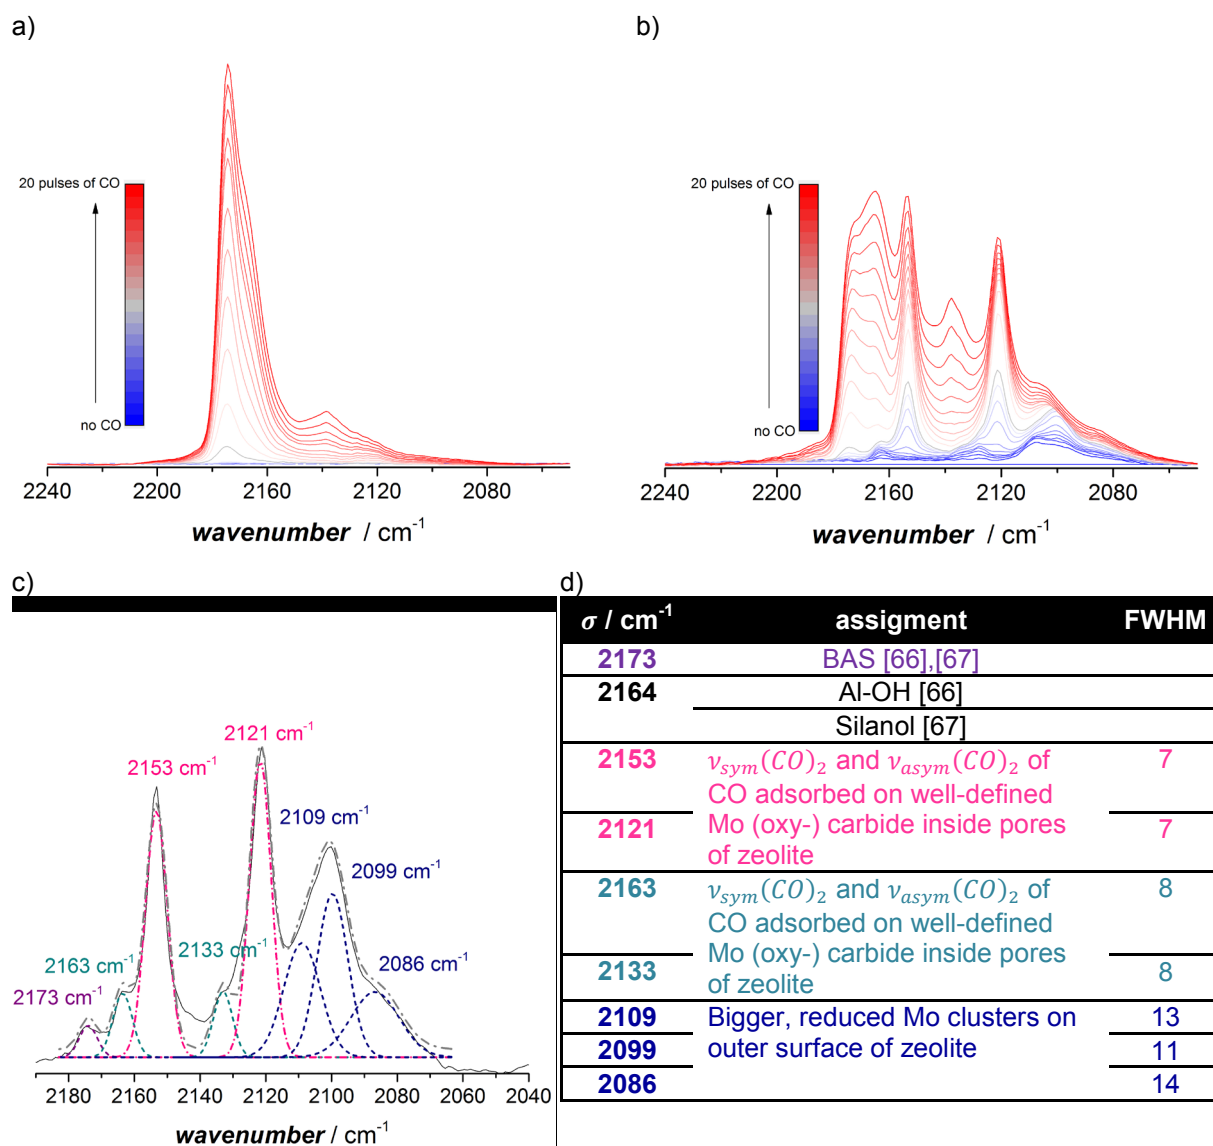 a)
b)
20 pulses of CO
no CO
2240 2200 2160 2120 2080
wavenumber / cm⁻¹
20 pulses of CO
no CO
2240 2200 2160 2120 2080
wavenumber / cm⁻¹
c)
2121 cm⁻¹
2153 cm⁻¹
2109 cm⁻¹
2099 cm⁻¹
2163 cm⁻¹
2133 cm⁻¹
2086 cm⁻¹
2173 cm⁻¹
2180 2160 2140 2120 2100 2080 2060 2040
wavenumber / cm⁻¹
d)
σ / cm⁻¹ assigment FWHM
2173 BAS [66],[67]
2164 Al-OH [66]
Silanol [67]
2153 ν_sym(CO)₂ and ν_asym(CO)₂ of 7
CO adsorbed on well-defined
2121 Mo (oxy-) carbide inside pores 7
of zeolite
2163 ν_sym(CO)₂ and ν_asym(CO)₂ of 8
CO adsorbed on well-defined
2133 Mo (oxy-) carbide inside pores 8
of zeolite
2109 Bigger, reduced Mo clusters on 13
2099 outer surface of zeolite 11
2086 14